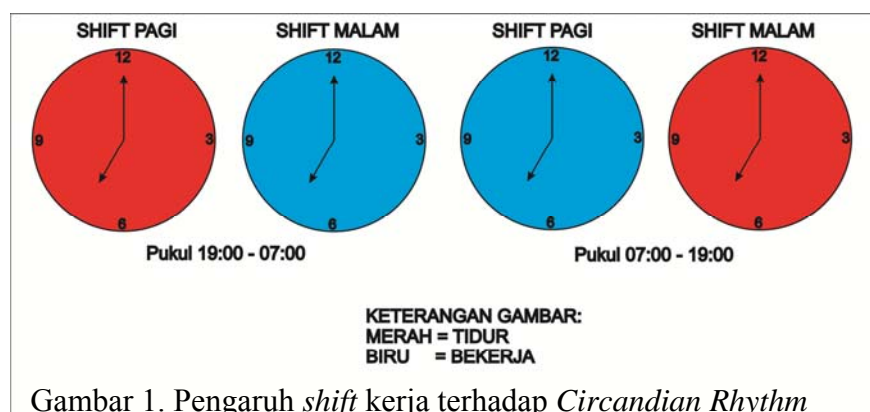 SHIFT PAGI SHIFT MALAM SHIFT PAGI SHIFT MALAM
12 12 12 12
9 3 9 3 9 3 9 3
6 6 6 6
Pukul 19:00 - 07:00 Pukul 07:00 - 19:00
KETERANGAN GAMBAR:
MERAH = TIDUR
BIRU = BEKERJA
Gambar 1. Pengaruh shift kerja terhadap Circandian Rhythm